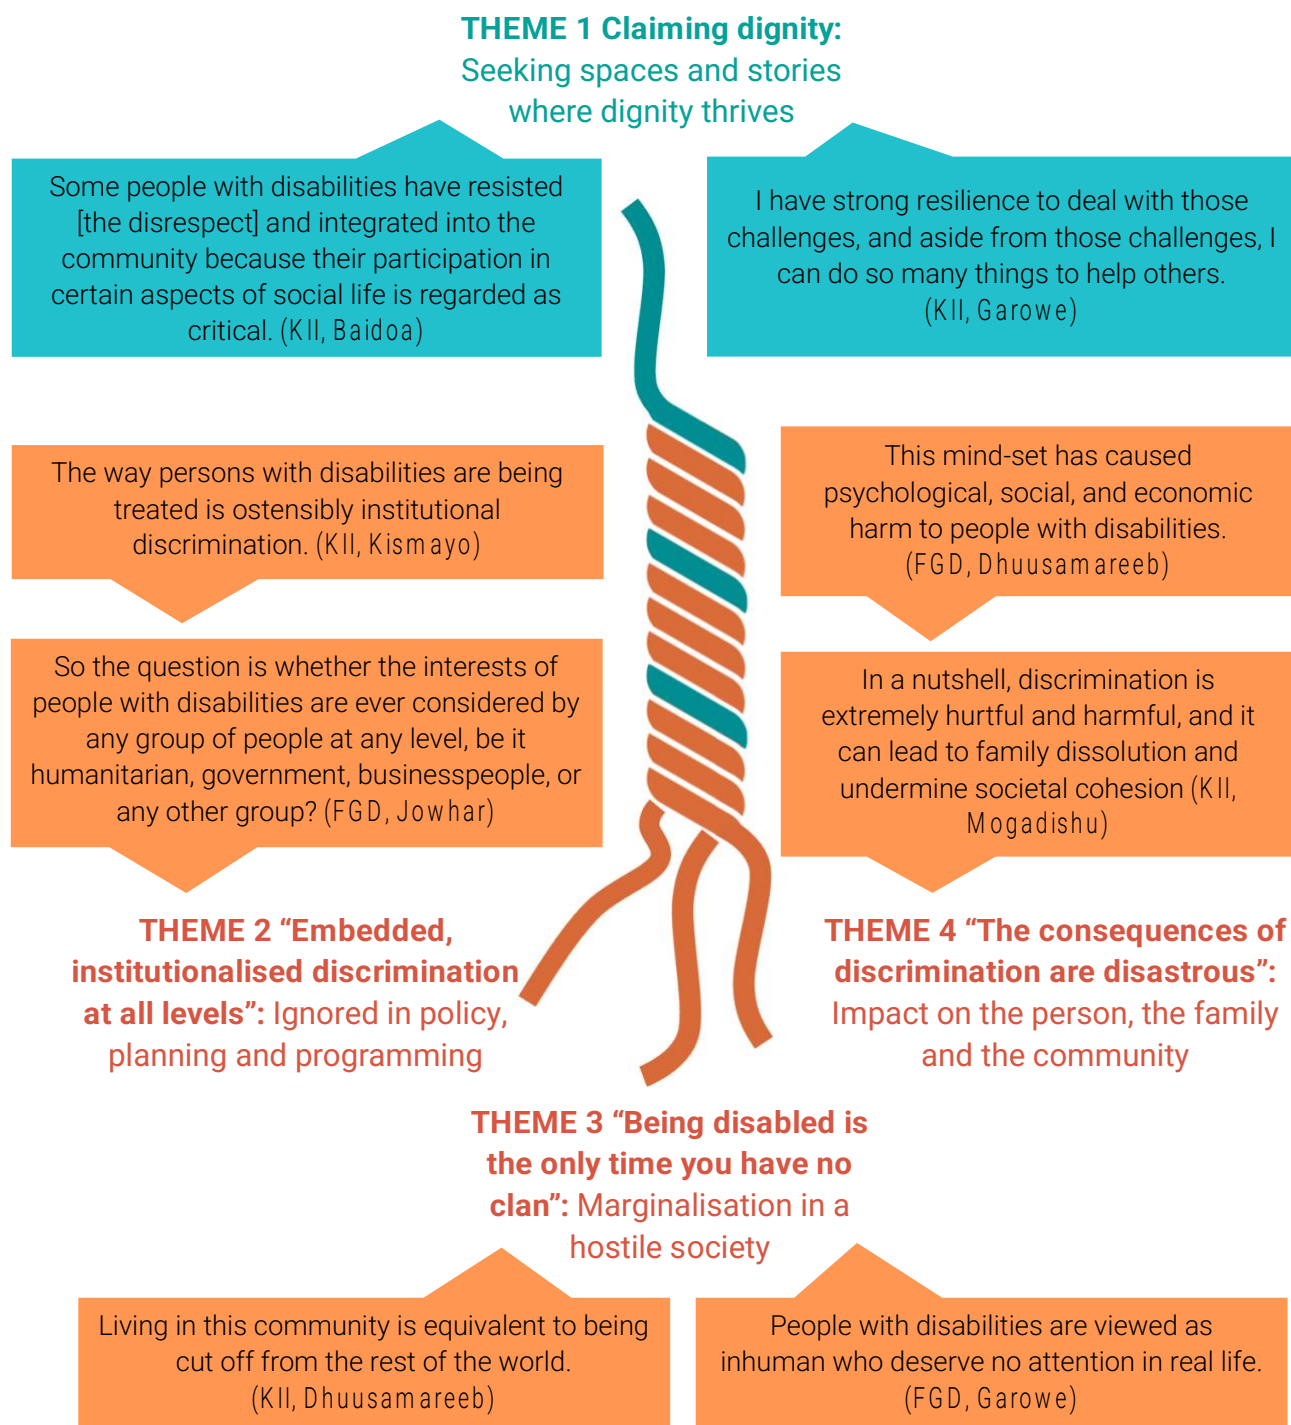 THEME 1 Claiming dignity:
Seeking spaces and stories
where dignity thrives
Some people with disabilities have resisted
[the disrespect] and integrated into the
community because their participation in
certain aspects of social life is regarded as
critical. (KII, Baidoa)
I have strong resilience to deal with those
challenges, and aside from those challenges, I
can do so many things to help others.
(KII, Garowe)
The way persons with disabilities are being
treated is ostensibly institutional
discrimination. (KII, Kismayo)
So the question is whether the interests of
people with disabilities are ever considered by
any group of people at any level, be it
humanitarian, government, businesspeople, or
any other group? (FGD, Jowhar)
THEME 2 “Embedded,
institutionalised discrimination
at all levels”: Ignored in policy,
planning and programming
This mind-set has caused
psychological, social, and economic
harm to people with disabilities.
(FGD, Dhuusamareeb)
In a nutshell, discrimination is
extremely hurtful and harmful, and it
can lead to family dissolution and
undermine societal cohesion (KII,
Mogadishu)
THEME 4 “The consequences of
discrimination are disastrous”:
Impact on the person, the family
and the community
THEME 3 “Being disabled is
the only time you have no
clan”: Marginalisation in a
hostile society
Living in this community is equivalent to being
cut off from the rest of the world.
(KII, Dhuusamareeb)
People with disabilities are viewed as
inhuman who deserve no attention in real life.
(FGD, Garowe)